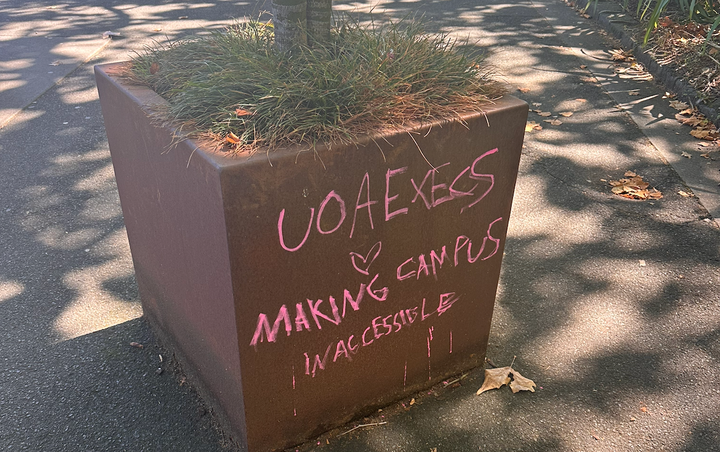 UOA EXECS
♡
MAKING CAMPUS
INACCESSIBLE